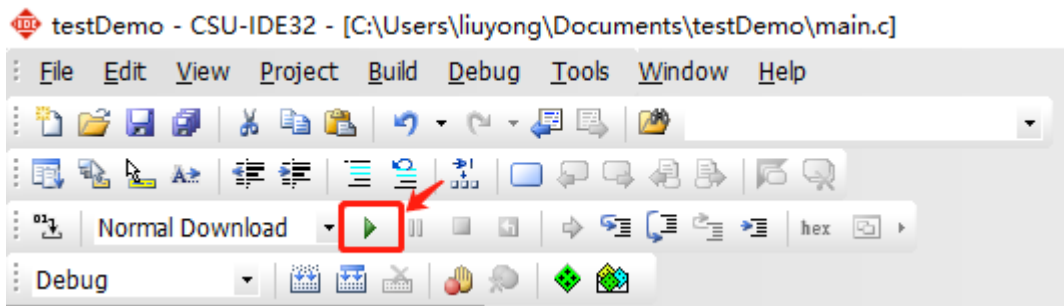 testDemo - CSU-IDE32 - [C:\Users\liuyong\Documents\testDemo\main.c]
File Edit View Project Build Debug Tools Window Help
Normal Download hex
Debug